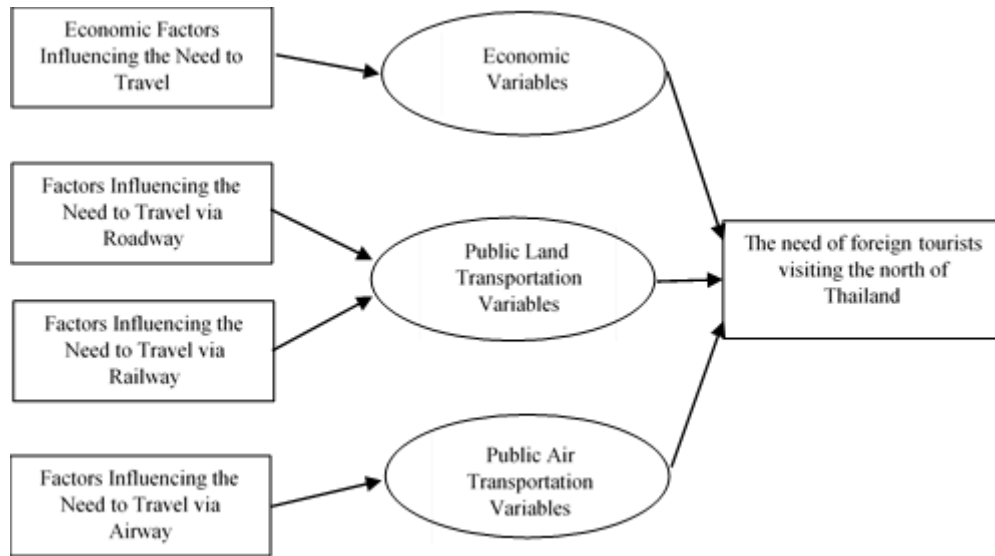 Economic Factors
Influencing the Need to
Travel
Economic
Variables
Factors Influencing the
Need to Travel via
Roadway
Public Land
Transportation
Variables
The need of foreign tourists
visiting the north of
Thailand
Factors Influencing the
Need to Travel via
Railway
Public Air
Transportation
Variables
Factors Influencing the
Need to Travel via
Airway